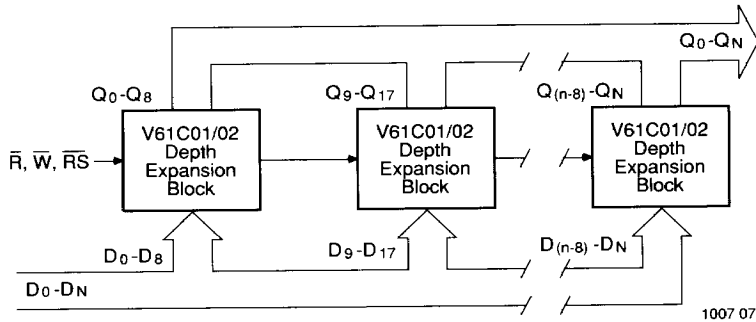 Q0-QN
Q0-Q8
Q9-Q17
Q(n-8)-QN
V61C01/02
Depth
Expansion
Block
V61C01/02
Depth
Expansion
Block
V61C01/02
Depth
Expansion
Block
R̅, W̅, R̅S̅
D0-D8
D9-D17
D(n-8)-DN
D0-DN
1007 07